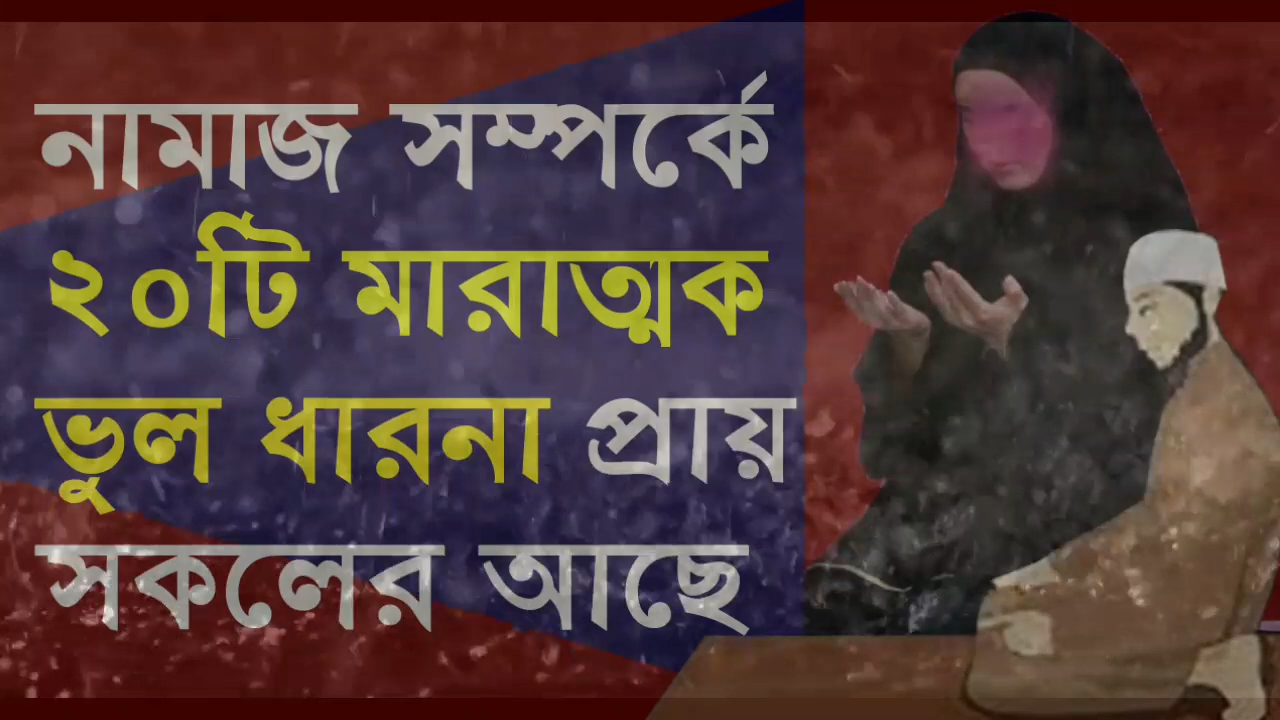 নামাজ সম্পর্কে
২০টি মারাত্মক
ভুল ধারনা প্রায়
সকলের আছে